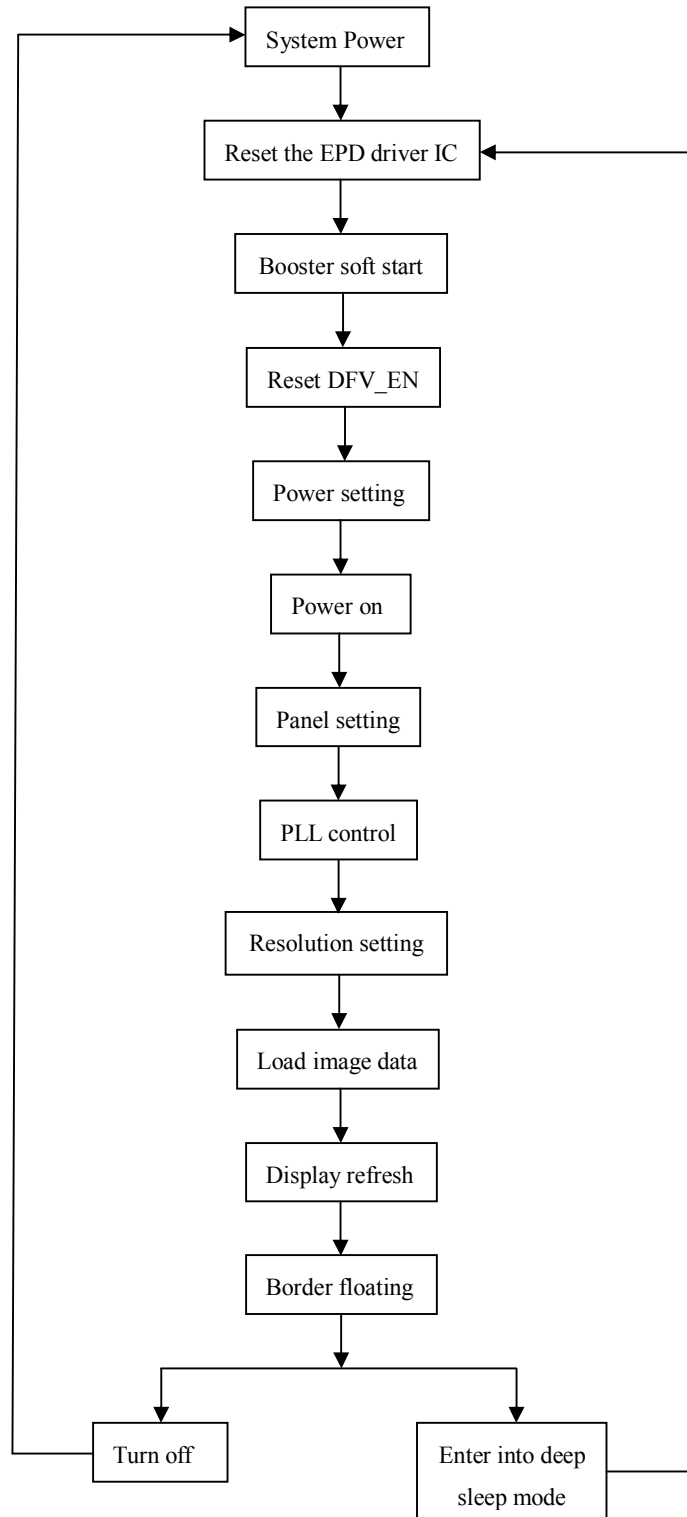 System Power
Reset the EPD driver IC
Booster soft start
Reset DFV_EN
Power setting
Power on
Panel setting
PLL control
Resolution setting
Load image data
Display refresh
Border floating
Turn off
Enter into deep
sleep mode